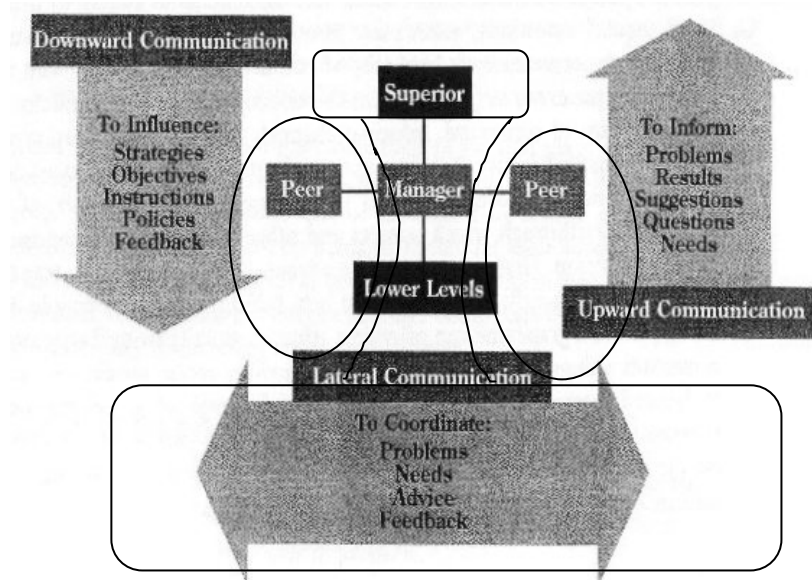 Downward Communication
To Influence:
Strategies
Objectives
Instructions
Policies
Feedback
Superior
Peer
Manager
Peer
Lower Levels
To Inform:
Problems
Results
Suggestions
Questions
Needs
Upward Communication
Lateral Communication
To Coordinate:
Problems
Needs
Advice
Feedback